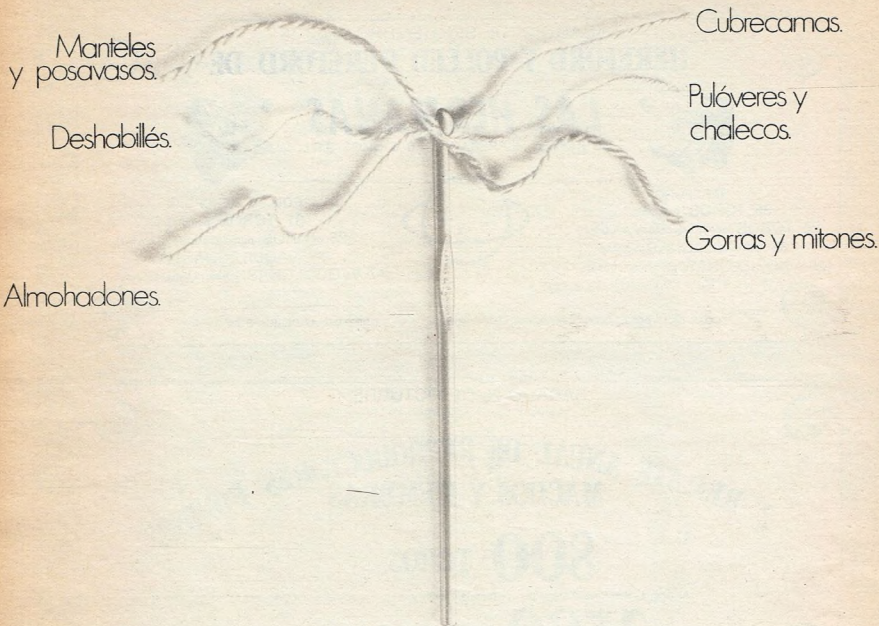 Manteles
y posavasos.
Deshabillés.
Almohadones.
Cubrecamas.
Pulóveres y
chalecos.
Gorras y mitones.